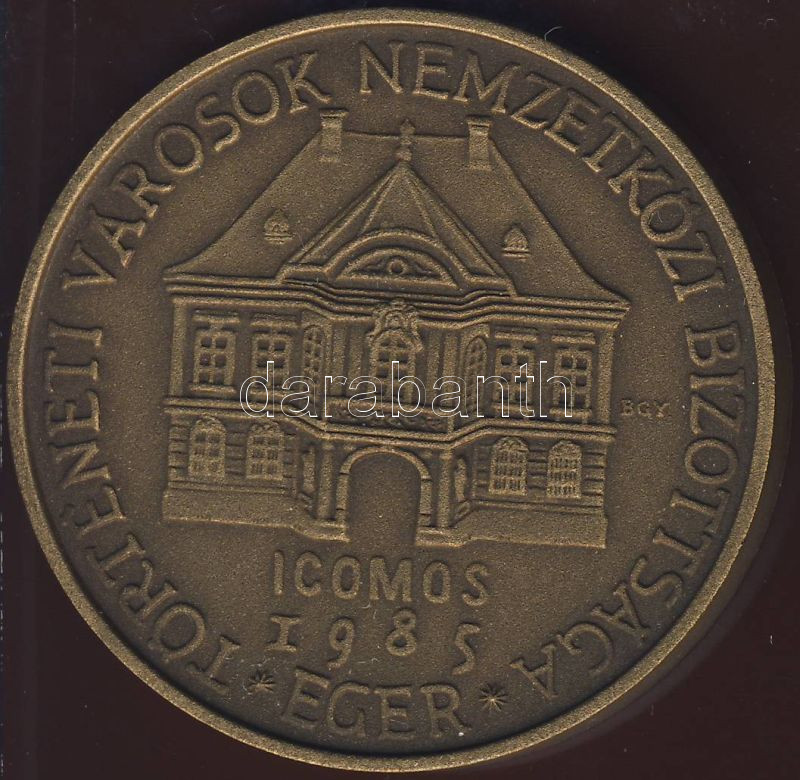 TÖRTÉNETI VÁROSOK NEMZETKÖZI BIZOTTSÁGA
BGY
ICOMOS
1985
* EGER *
darabanth